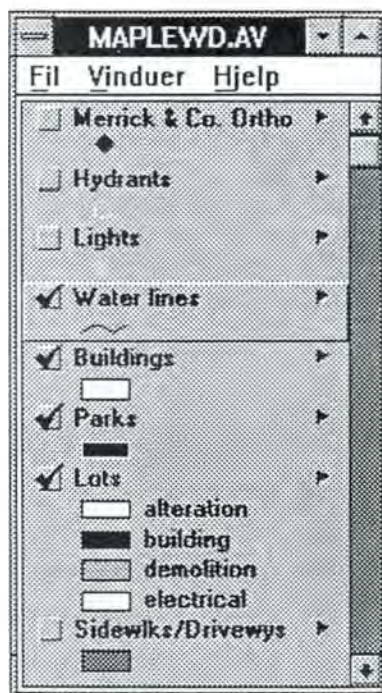 MAPLEWD.AV
Fil Vinduer Hjelp
Merrick & Co. Ortho
Hydrants
Lights
Water lines
Buildings
Parks
Lots
alteration
building
demolition
electrical
Sidewlks/Drivewys